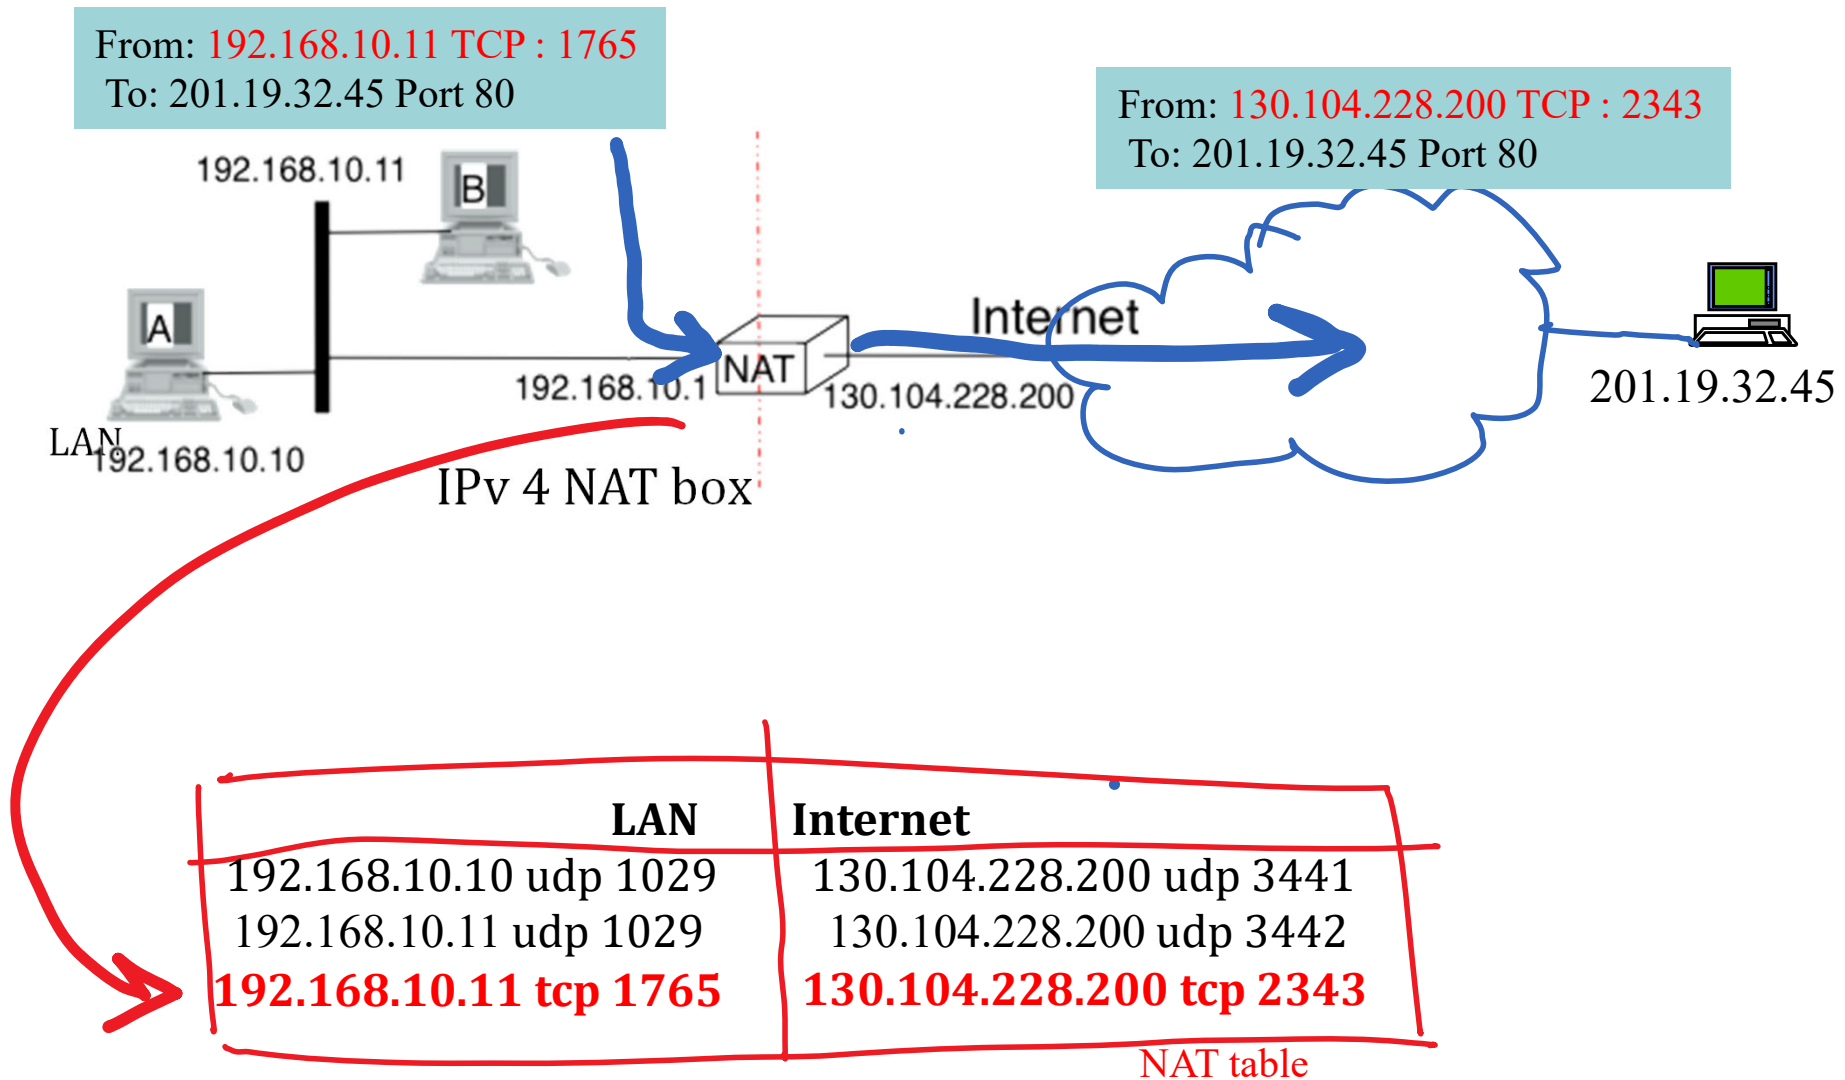 From: 192.168.10.11 TCP : 1765
To: 201.19.32.45 Port 80
From: 130.104.228.200 TCP : 2343
To: 201.19.32.45 Port 80
192.168.10.11
B
A
Internet
NAT
192.168.10.1
130.104.228.200
201.19.32.45
LAN
192.168.10.10
IPv 4 NAT box
LAN Internet
192.168.10.10 udp 1029 130.104.228.200 udp 3441
192.168.10.11 udp 1029 130.104.228.200 udp 3442
192.168.10.11 tcp 1765 130.104.228.200 tcp 2343
NAT table